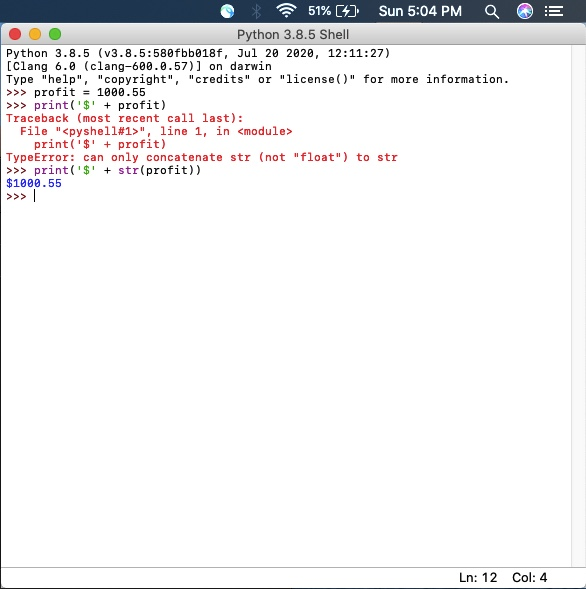 51% Sun 5:04 PM
Python 3.8.5 Shell
Python 3.8.5 (v3.8.5:580fbb018f, Jul 20 2020, 12:11:27)
[Clang 6.0 (clang-600.0.57)] on darwin
Type "help", "copyright", "credits" or "license()" for more information.
>>> profit = 1000.55
>>> print('$' + profit)
Traceback (most recent call last):
  File "<pyshell#1>", line 1, in <module>
    print('$' + profit)
TypeError: can only concatenate str (not "float") to str
>>> print('$' + str(profit))
$1000.55
>>>
Ln: 12 Col: 4